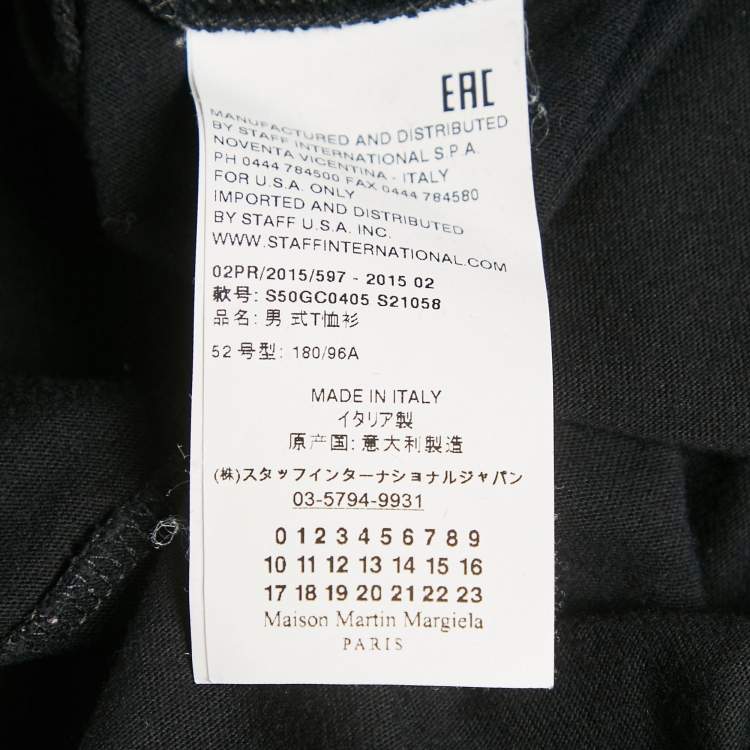 EAC
MANUFACTURED AND DISTRIBUTED
BY STAFF INTERNATIONAL S.P.A.
NOVENTA VICENTINA - ITALY
PH 0444 784500 FAX 0444 784580
FOR U.S.A. ONLY
IMPORTED AND DISTRIBUTED
BY STAFF U.S.A. INC.
WWW.STAFFINTERNATIONAL.COM
02PR/2015/597 - 2015 02
款号: S50GC0405 S21058
品名: 男 式T恤衫
52 号型: 180/96A
MADE IN ITALY
イタリア製
原产国: 意大利製造
(株)スタッフインターナショナルジャパン
03-5794-9931
0 1 2 3 4 5 6 7 8 9
10 11 12 13 14 15 16
17 18 19 20 21 22 23
Maison Martin Margiela
PARIS